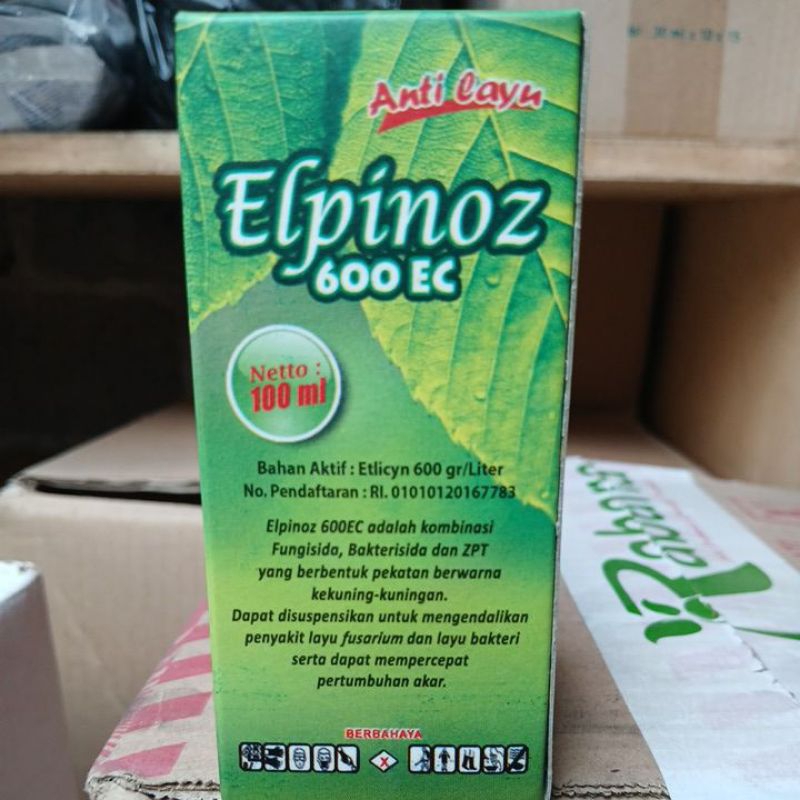 Anti layu
Elpinoz
600 EC
Netto :
100 ml
Bahan Aktif : Etlicyn 600 gr/Liter
No. Pendaftaran : RI. 01010120167783
Elpinoz 600EC adalah kombinasi
Fungisida, Bakterisida dan ZPT
yang berbentuk pekatan berwarna
kekuning-kuningan.
Dapat disuspensikan untuk mengendalikan
penyakit layu fusarium dan layu bakteri
serta dapat mempercepat
pertumbuhan akar.
BERBAHAYA
X